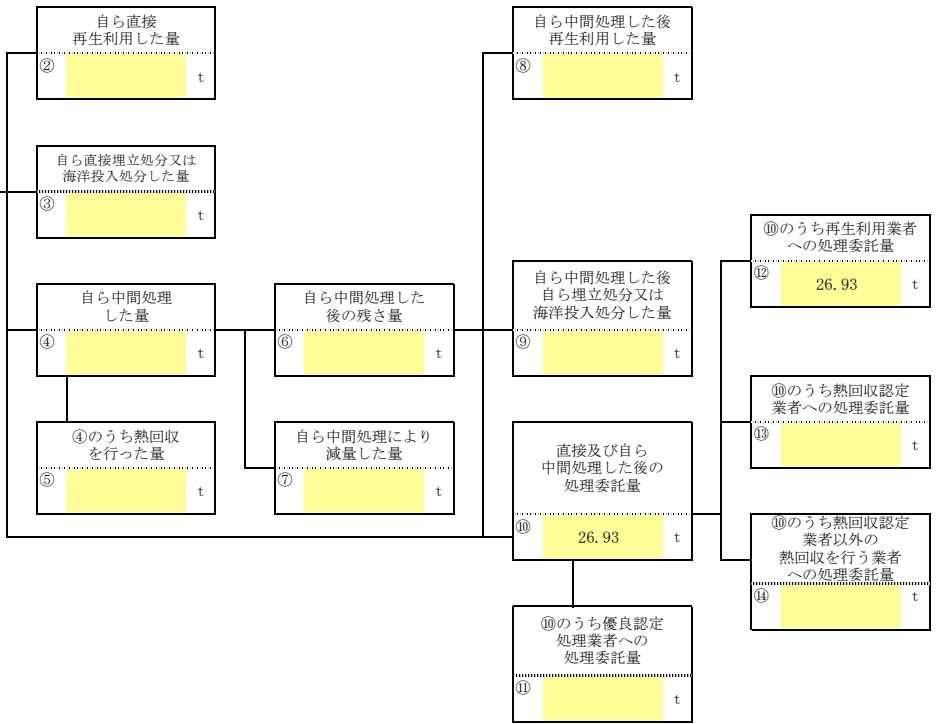 自ら直接
再生利用した量
② t
自ら中間処理した後
再生利用した量
⑧ t
自ら直接埋立処分又は
海洋投入処分した量
③ t
⑩のうち再生利用業者
への処理委託量
⑫ 26.93 t
自ら中間処理
した量
④ t
自ら中間処理した
後の残さ量
⑥ t
自ら中間処理した後
自ら埋立処分又は
海洋投入処分した量
⑨ t
⑩のうち熱回収認定
業者への処理委託量
⑬ t
④のうち熱回収
を行った量
⑤ t
自ら中間処理により
減量した量
⑦ t
直接及び自ら
中間処理した後の
処理委託量
⑩ 26.93 t
⑩のうち熱回収認定
業者以外の
熱回収を行う業者
への処理委託量
⑭ t
⑩のうち優良認定
処理業者への
処理委託量
⑪ t